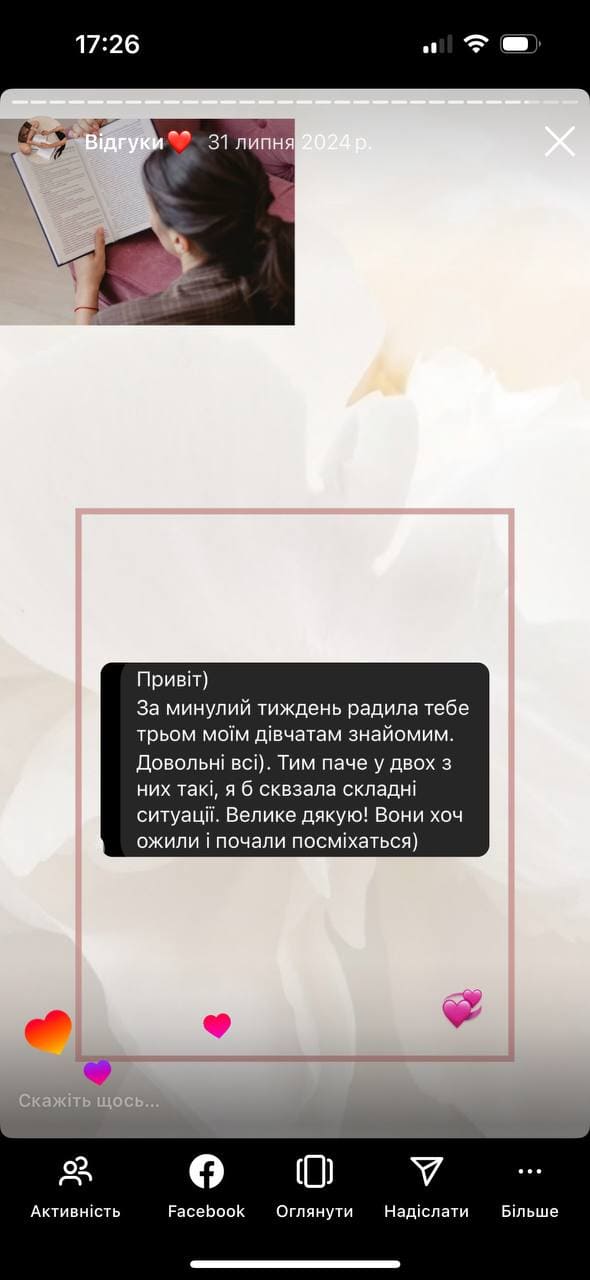 17:26
Відгуки❤️ 31 липня 2024 р.
Привіт)
За минулий тиждень радила тебе
трьом моїм дівчатам знайомим.
Довольні всі). Тим паче у двох з
них такі, я б сквзала складні
ситуації. Велике дякую! Вони хоч
ожили і почали посміхаться)
Скажіть щось...
Активність Facebook Оглянути Надіслати Більше